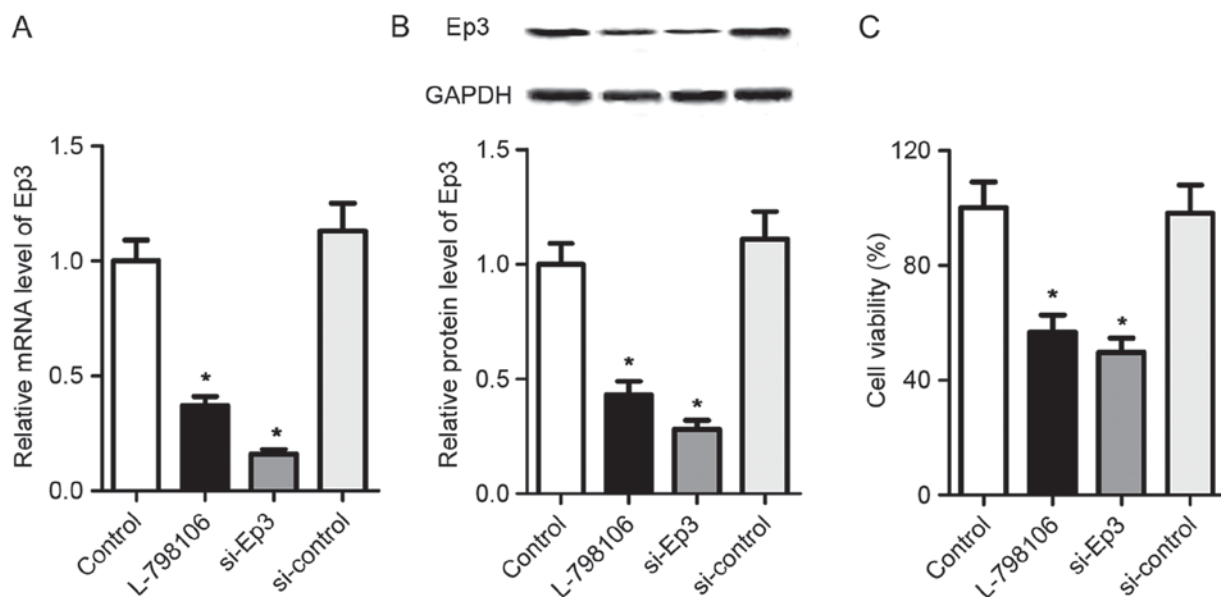 A
Relative mRNA level of Ep3
1.5
1.0
0.5
0.0
*
*
Control
L-798106
si-Ep3
si-control
B
Ep3
GAPDH
Relative protein level of Ep3
1.5
1.0
0.5
0.0
*
*
Control
L-798106
si-Ep3
si-control
C
Cell viability (%)
120
80
40
0
*
*
Control
L-798106
si-Ep3
si-control